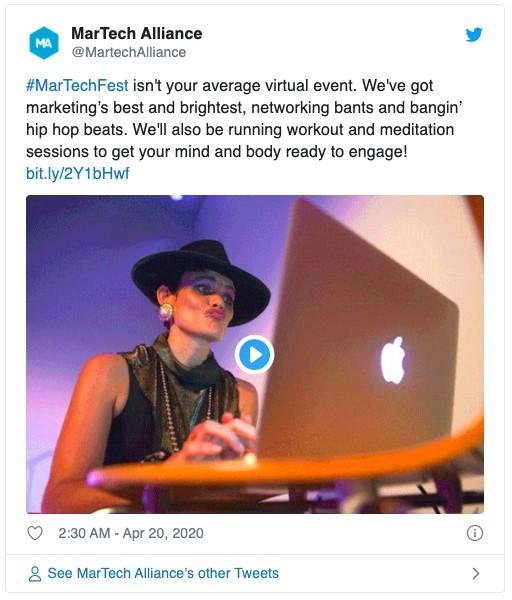 MA
MarTech Alliance
@MartechAlliance
#MarTechFest isn't your average virtual event. We've got
marketing’s best and brightest, networking bants and bangin’
hip hop beats. We'll also be running workout and meditation
sessions to get your mind and body ready to engage!
bit.ly/2Y1bHwf
2:30 AM - Apr 20, 2020
See MarTech Alliance's other Tweets